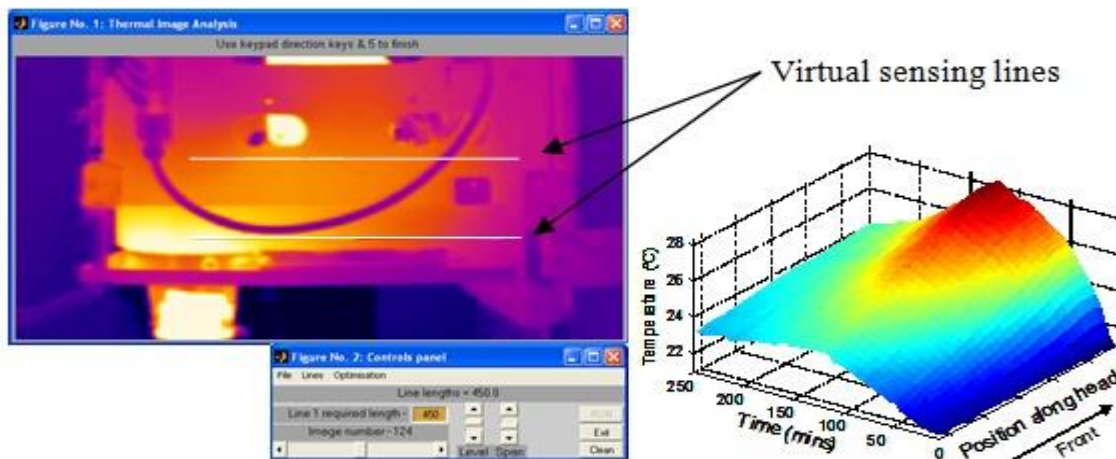 Figure No. 1: Thermal Image Analysis
Use keypad direction keys & 5 to finish
Virtual sensing lines
Figure No. 2: Controls panel
File Lines Optimisation
Line lengths = 450.0
Line 1 required length - 450
Image number - 124
Level Span
RUN
Exit
Clean
Temperature (ºC)
28
26
24
22
250 200 150 100 50 0
Time (mins)
Position along head
Front